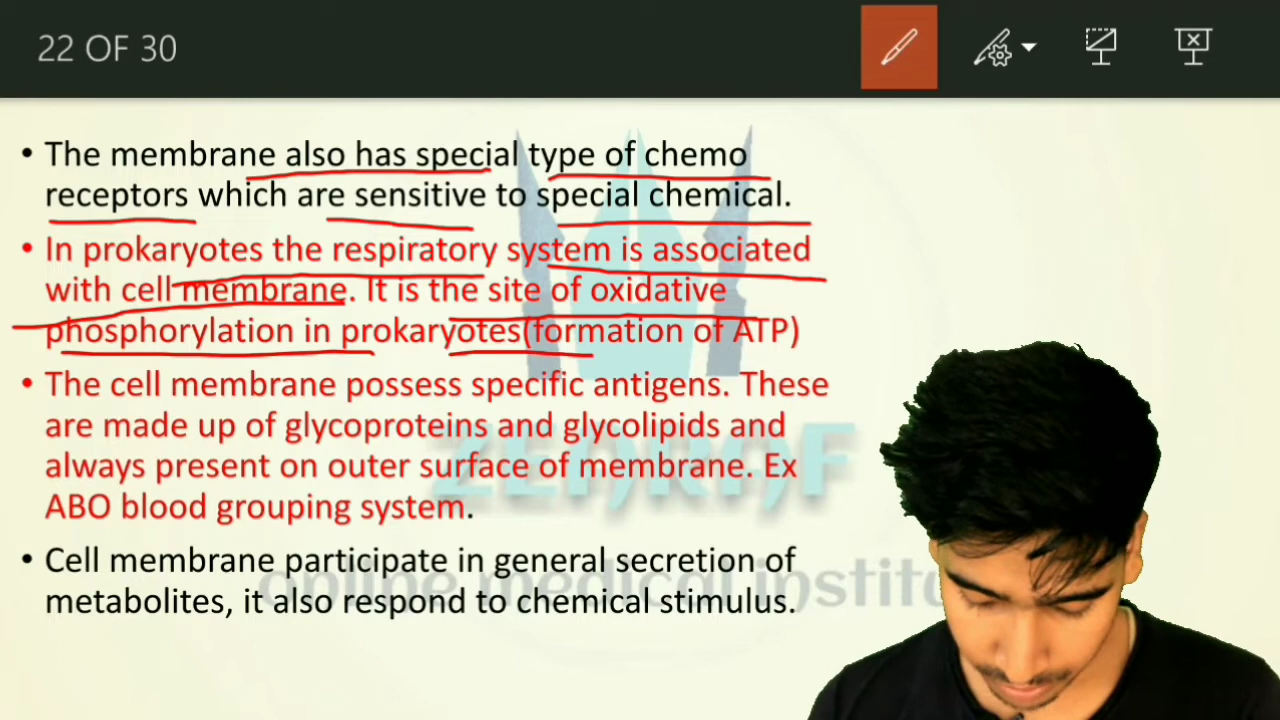 22 OF 30
• The membrane also has special type of chemo
receptors which are sensitive to special chemical.
• In prokaryotes the respiratory system is associated
with cell membrane. It is the site of oxidative
phosphorylation in prokaryotes(formation of ATP)
• The cell membrane possess specific antigens. These
are made up of glycoproteins and glycolipids and
always present on outer surface of membrane. Ex
ABO blood grouping system.
• Cell membrane participate in general secretion of
metabolites, it also respond to chemical stimulus.
online medical institu